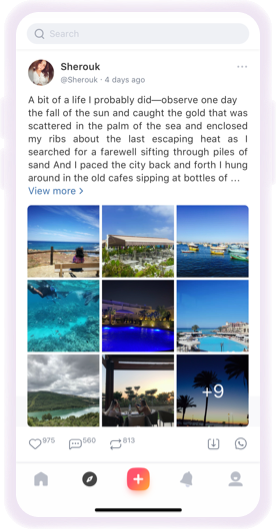 Search
Sherouk
@Sherouk · 4 days ago
A bit of a life I probably did—observe one day
the fall of the sun and caught the gold that was
scattered in the palm of the sea and enclosed
my ribs about the last escaping heat as I
searched for a farewell sifting through piles of
sand And I paced the city back and forth I hung
around in the old cafes sipping at bottles of ...
View more >
+9
975 560 813